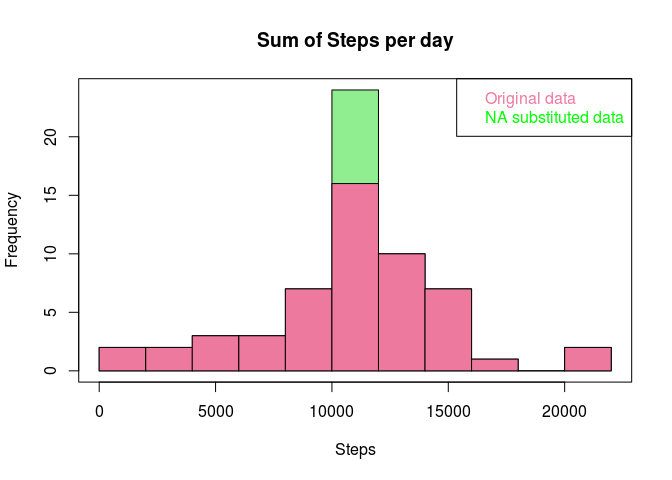 Sum of Steps per day
Original data
NA substituted data
Frequency
20
15
10
5
0
0 5000 10000 15000 20000
Steps